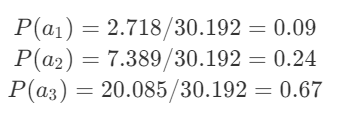 P(a₁) = 2.718/30.192 = 0.09
P(a₂) = 7.389/30.192 = 0.24
P(a₃) = 20.085/30.192 = 0.67